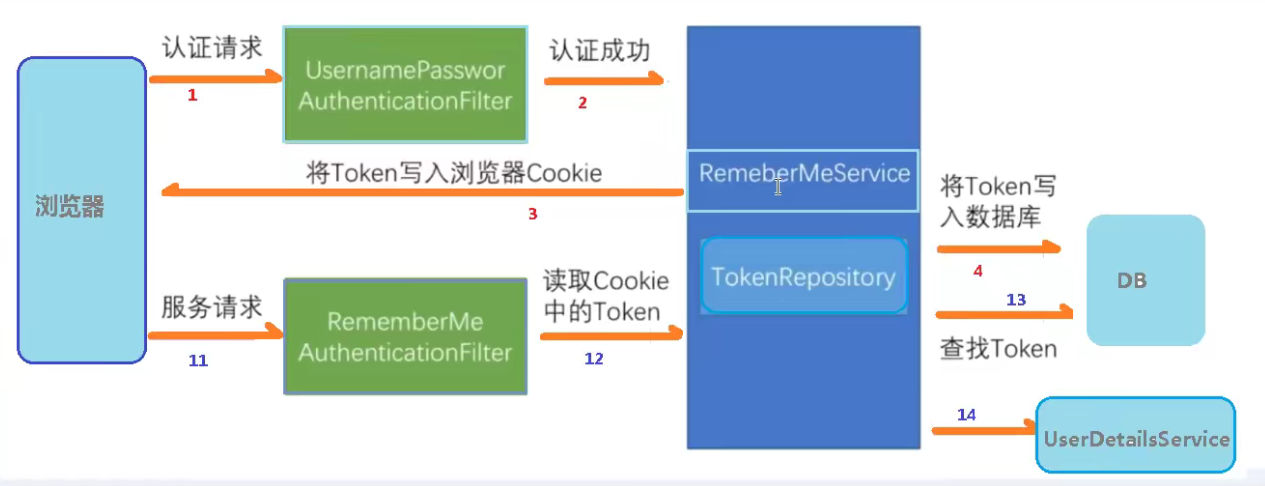 认证请求
1
UsernamePasswor
AuthenticationFilter
认证成功
2
将Token写入浏览器Cookie
3
RemeberMeService
浏览器
将Token写
入数据库
4
TokenRepository
DB
服务请求
11
RememberMe
AuthenticationFilter
读取Cookie
中的Token
12
13
查找Token
14
UserDetailsService